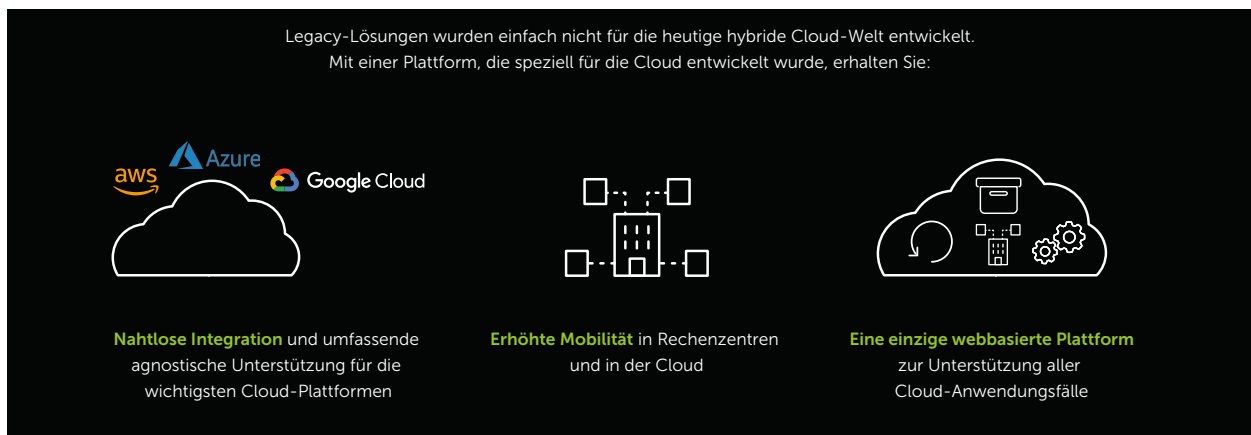 Legacy-Lösungen wurden einfach nicht für die heutige hybride Cloud-Welt entwickelt.
Mit einer Plattform, die speziell für die Cloud entwickelt wurde, erhalten Sie:
aws
Azure
Google Cloud
Nahtlose Integration und umfassende
agnostische Unterstützung für die
wichtigsten Cloud-Plattformen
Erhöhte Mobilität in Rechenzentren
und in der Cloud
Eine einzige webbasierte Plattform
zur Unterstützung aller
Cloud-Anwendungsfälle